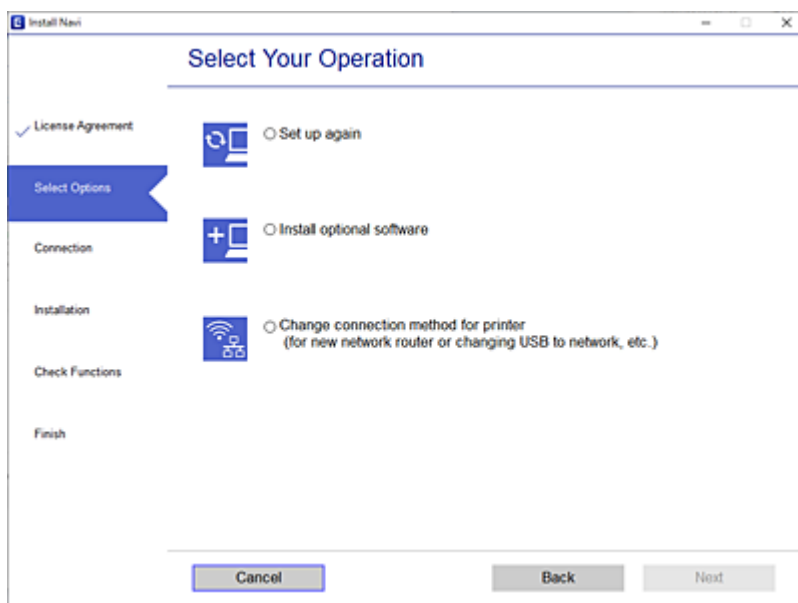 Install Navi
Select Your Operation
License Agreement
Select Options
Connection
Installation
Check Functions
Finish
Set up again
Install optional software
Change connection method for printer
(for new network router or changing USB to network, etc.)
Cancel
Back
Next